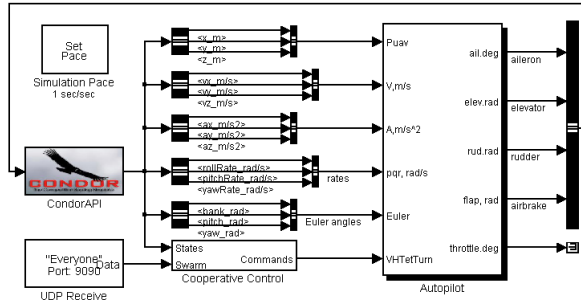 Set
Pace
Simulation Pace
1 sec/sec
CONDOR
CondorAPI
"Everyone"
Port: 9090
Data
UDP Receive
<x_m>
<y_m>
<z_m>
<vx_m/s>
<vy_m/s>
<vz_m/s>
<ax_m/s2>
<ay_m/s2>
<az_m/s2>
<rollRate_rad/s>
<pitchRate_rad/s>
<yawRate_rad/s>
rates
<bank_rad>
<pitch_rad>
<yaw_rad>
Euler angles
States
Swarm
Commands
Cooperative Control
Puav
V,m/s
A,m/s^2
pqr, rad/s
Euler
VHTetTurn
ail.deg
elev.rad
rud.rad
flap, rad
throttle.deg
Autopilot
aileron
elevator
rudder
airbrake